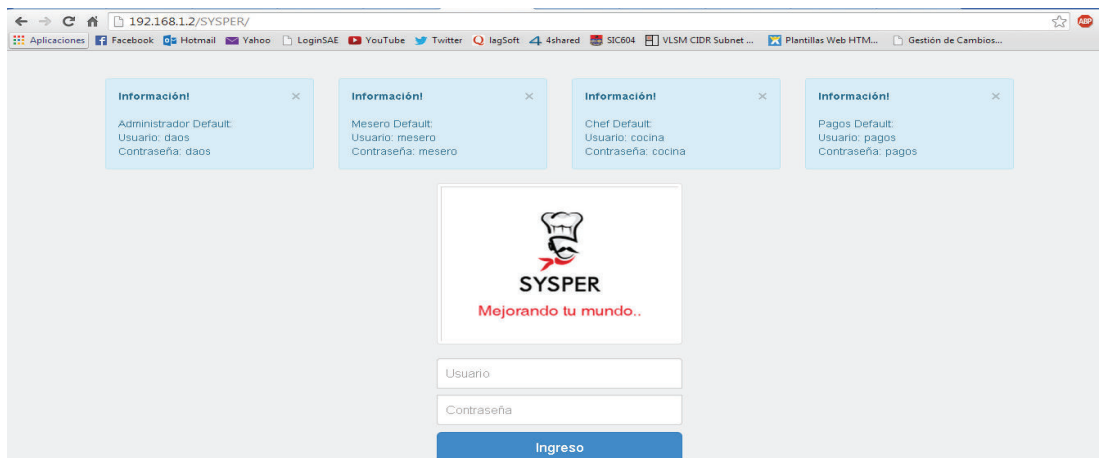 192.168.1.2/SYSPER/
ABP
Aplicaciones Facebook Hotmail Yahoo LoginSAE YouTube Twitter lagSoft 4shared SIC604 VLSM CIDR Subnet ... Plantillas Web HTM... Gestión de Cambios...
Información! ×
Administrador Default:
Usuario: daos
Contraseña: daos
Información! ×
Mesero Default:
Usuario: mesero
Contraseña: mesero
Información! ×
Chef Default:
Usuario: cocina
Contraseña: cocina
Información! ×
Pagos Default:
Usuario: pagos
Contraseña: pagos
SYSPER
Mejorando tu mundo..
Usuario
Contraseña
Ingreso